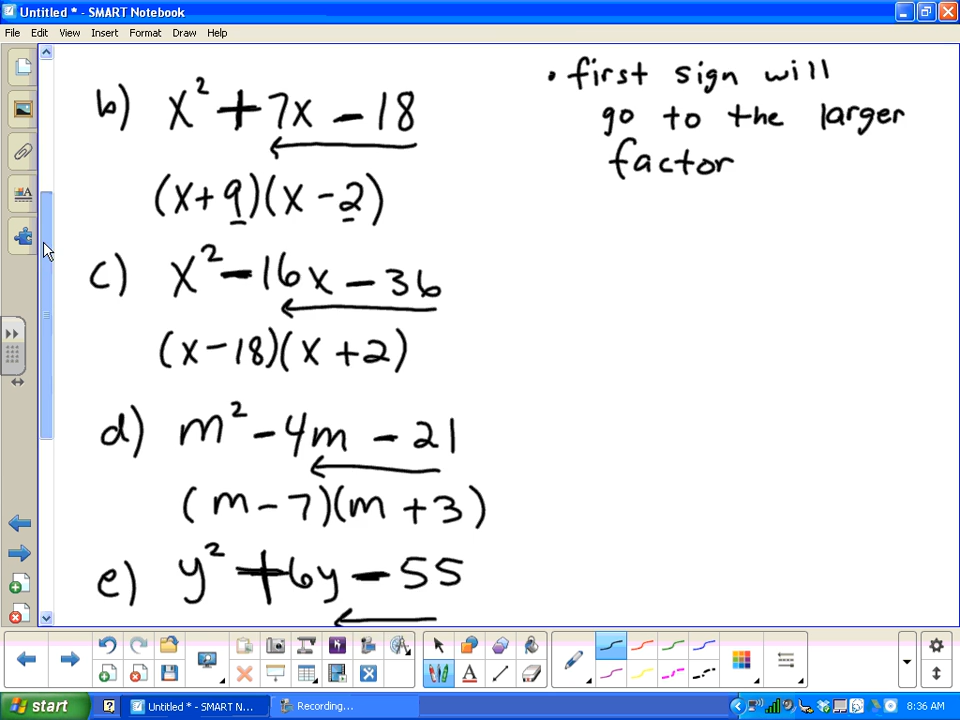 Untitled * - SMART Notebook
File Edit View Insert Format Draw Help
b) x² + 7x - 18
(x + 9)(x - 2)
c) x² - 16x - 36
(x - 18)(x + 2)
d) m² - 4m - 21
(m - 7)(m + 3)
e) y² + 6y - 55
• first sign will
go to the larger
factor
start
Untitled * - SMART N...
Recording...
8:36 AM